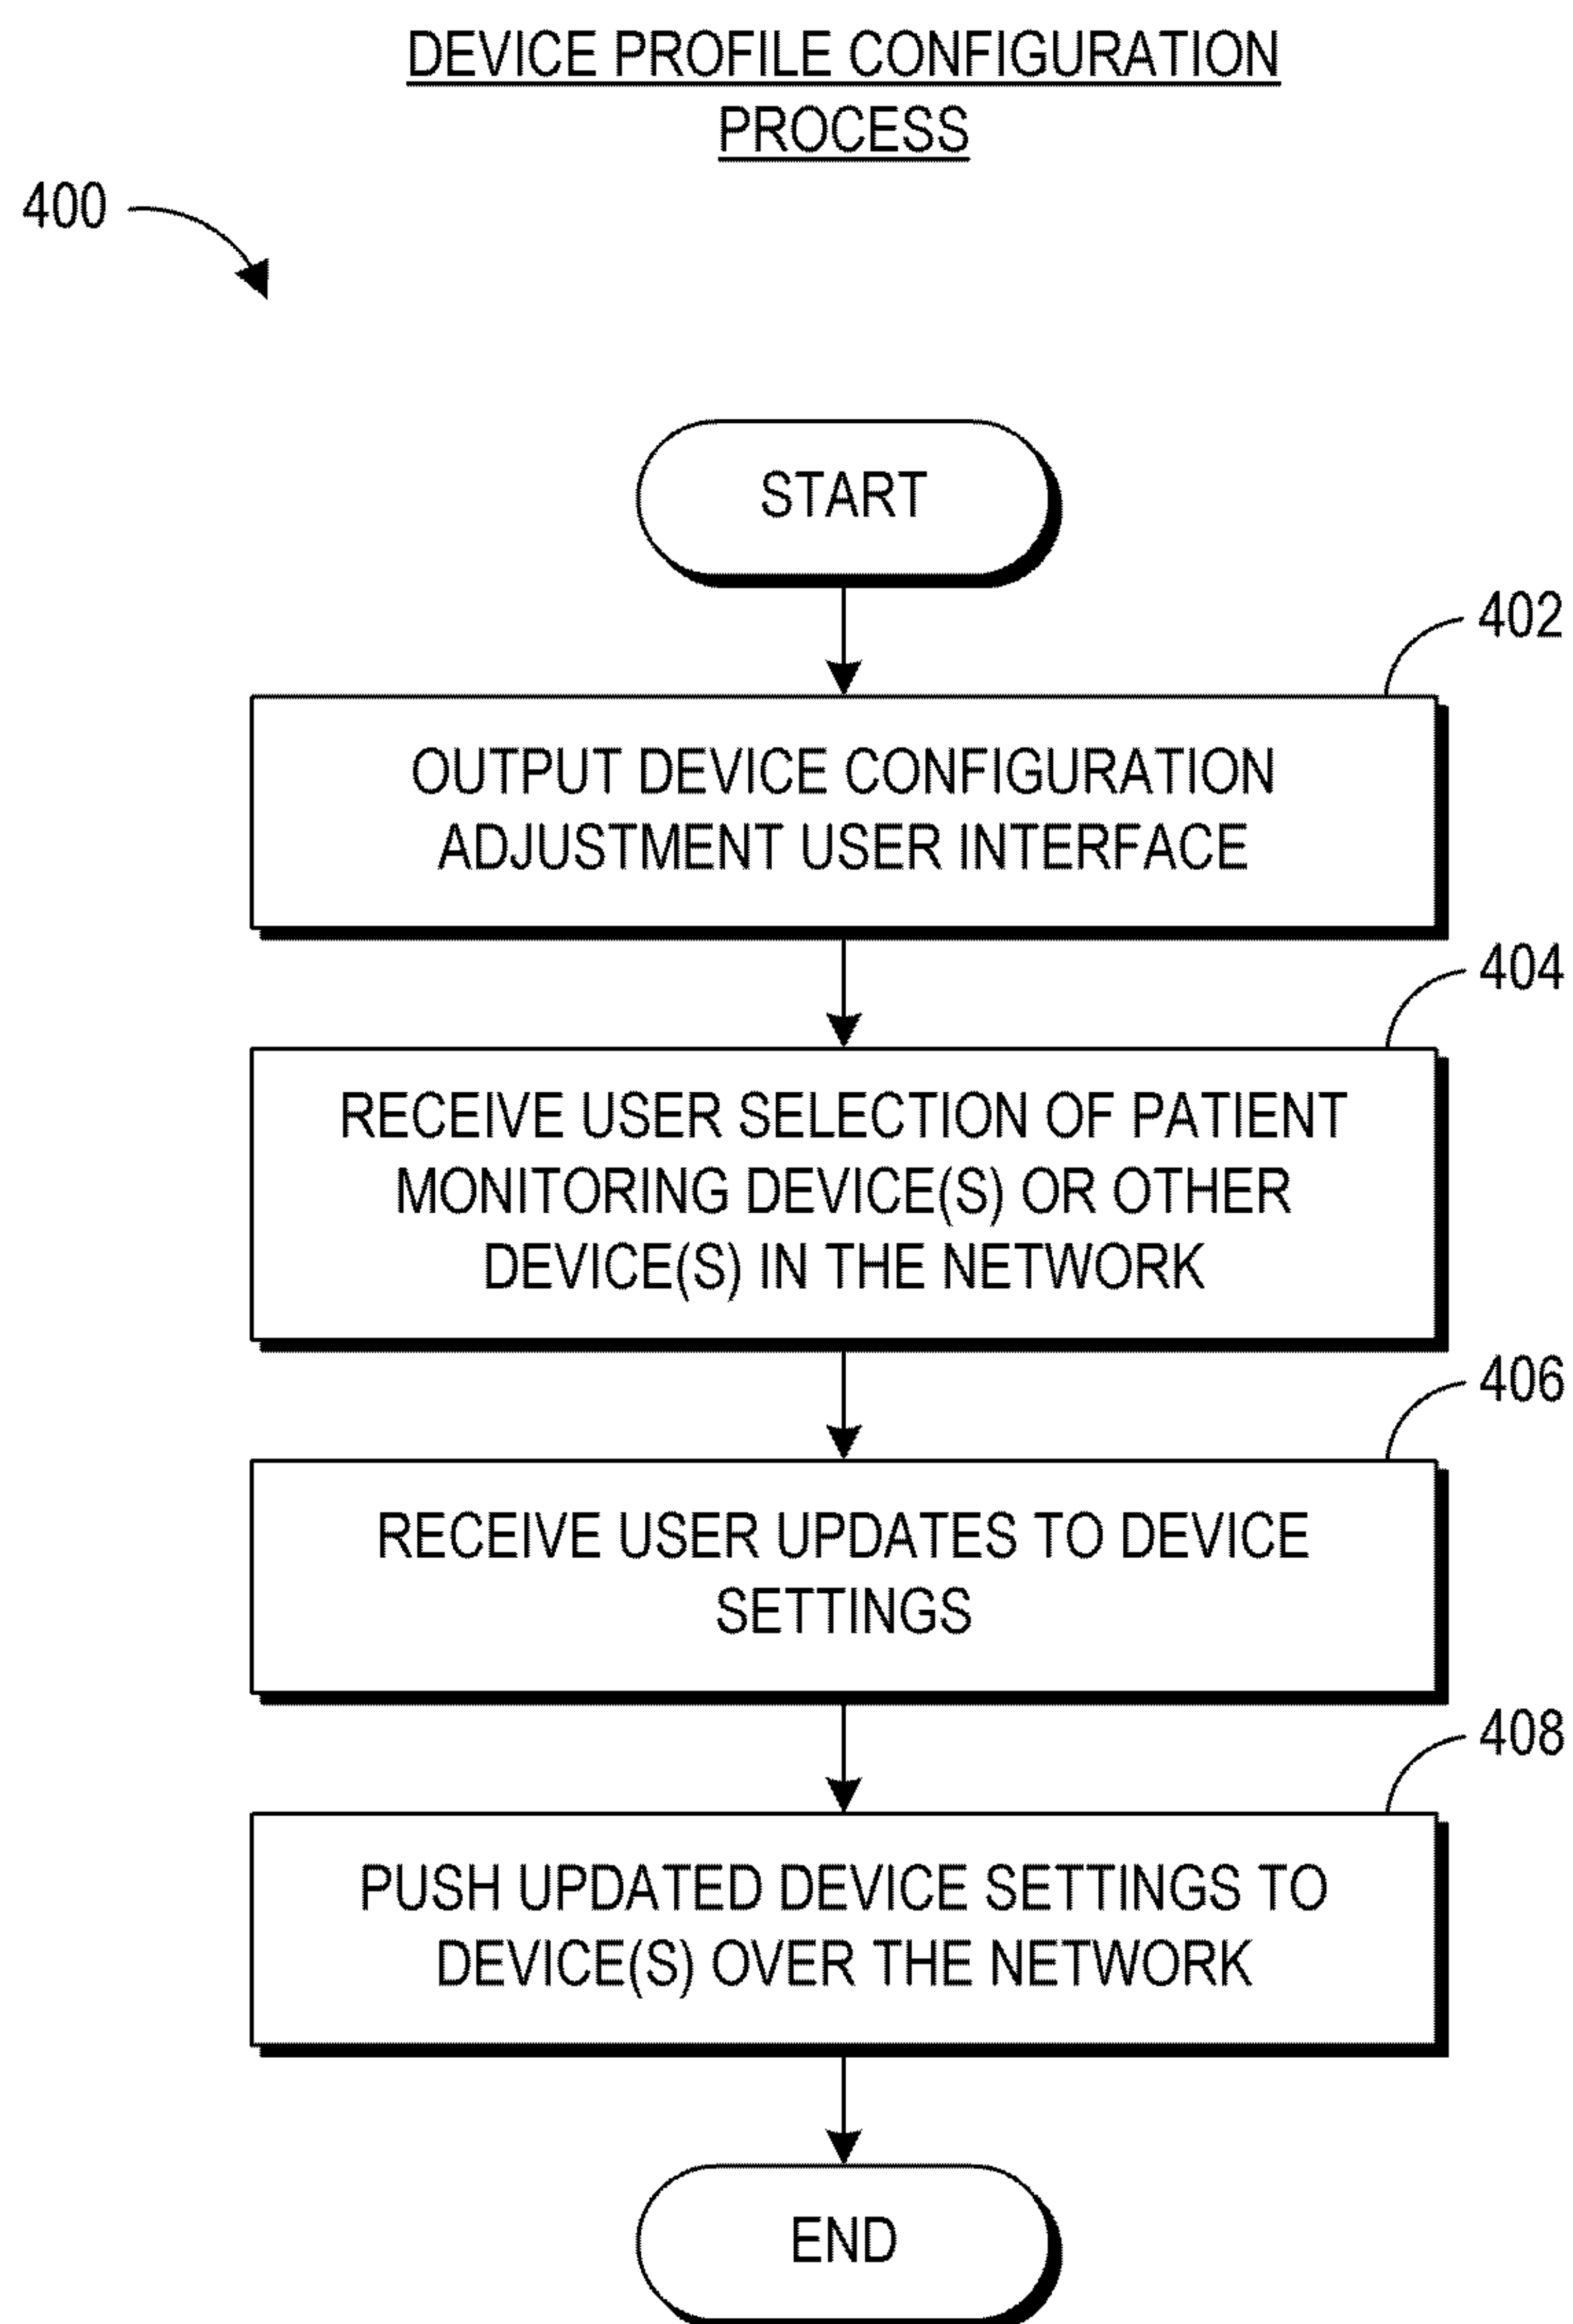 DEVICE PROFILE CONFIGURATION
PROCESS
400
START
402
OUTPUT DEVICE CONFIGURATION
ADJUSTMENT USER INTERFACE
404
RECEIVE USER SELECTION OF PATIENT
MONITORING DEVICE(S) OR OTHER
DEVICE(S) IN THE NETWORK
406
RECEIVE USER UPDATES TO DEVICE
SETTINGS
408
PUSH UPDATED DEVICE SETTINGS TO
DEVICE(S) OVER THE NETWORK
END